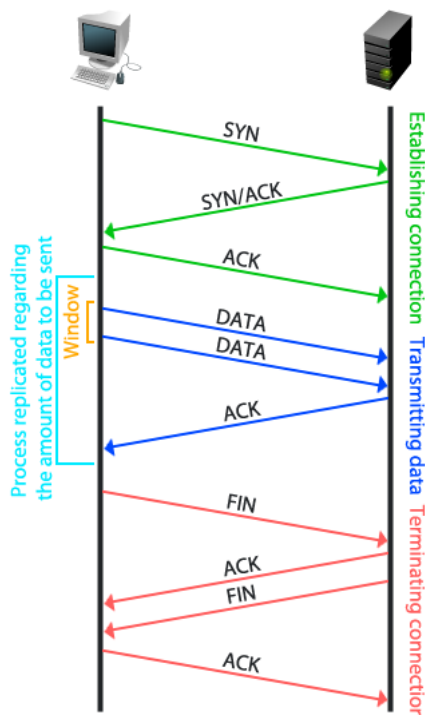 SYN
SYN/ACK
ACK
Establishing connection
Process replicated regarding
the amount of data to be sent
Window
DATA
DATA
ACK
Transmitting data
FIN
ACK
FIN
ACK
Terminating connection